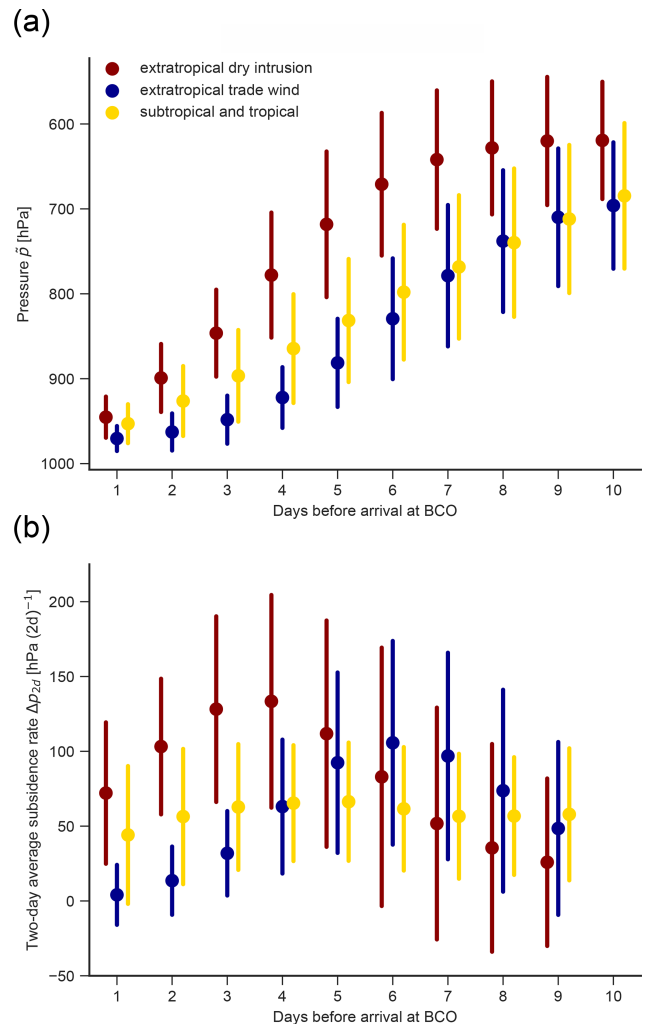 (a)
extratropical dry intrusion
extratropical trade wind
subtropical and tropical
600
700
800
900
1000
Pressure p̃ [hPa]
1 2 3 4 5 6 7 8 9 10
Days before arrival at BCO
(b)
200
150
100
50
0
−50
Two-day average subsidence rate Δp₂d [hPa (2d)⁻¹]
1 2 3 4 5 6 7 8 9 10
Days before arrival at BCO